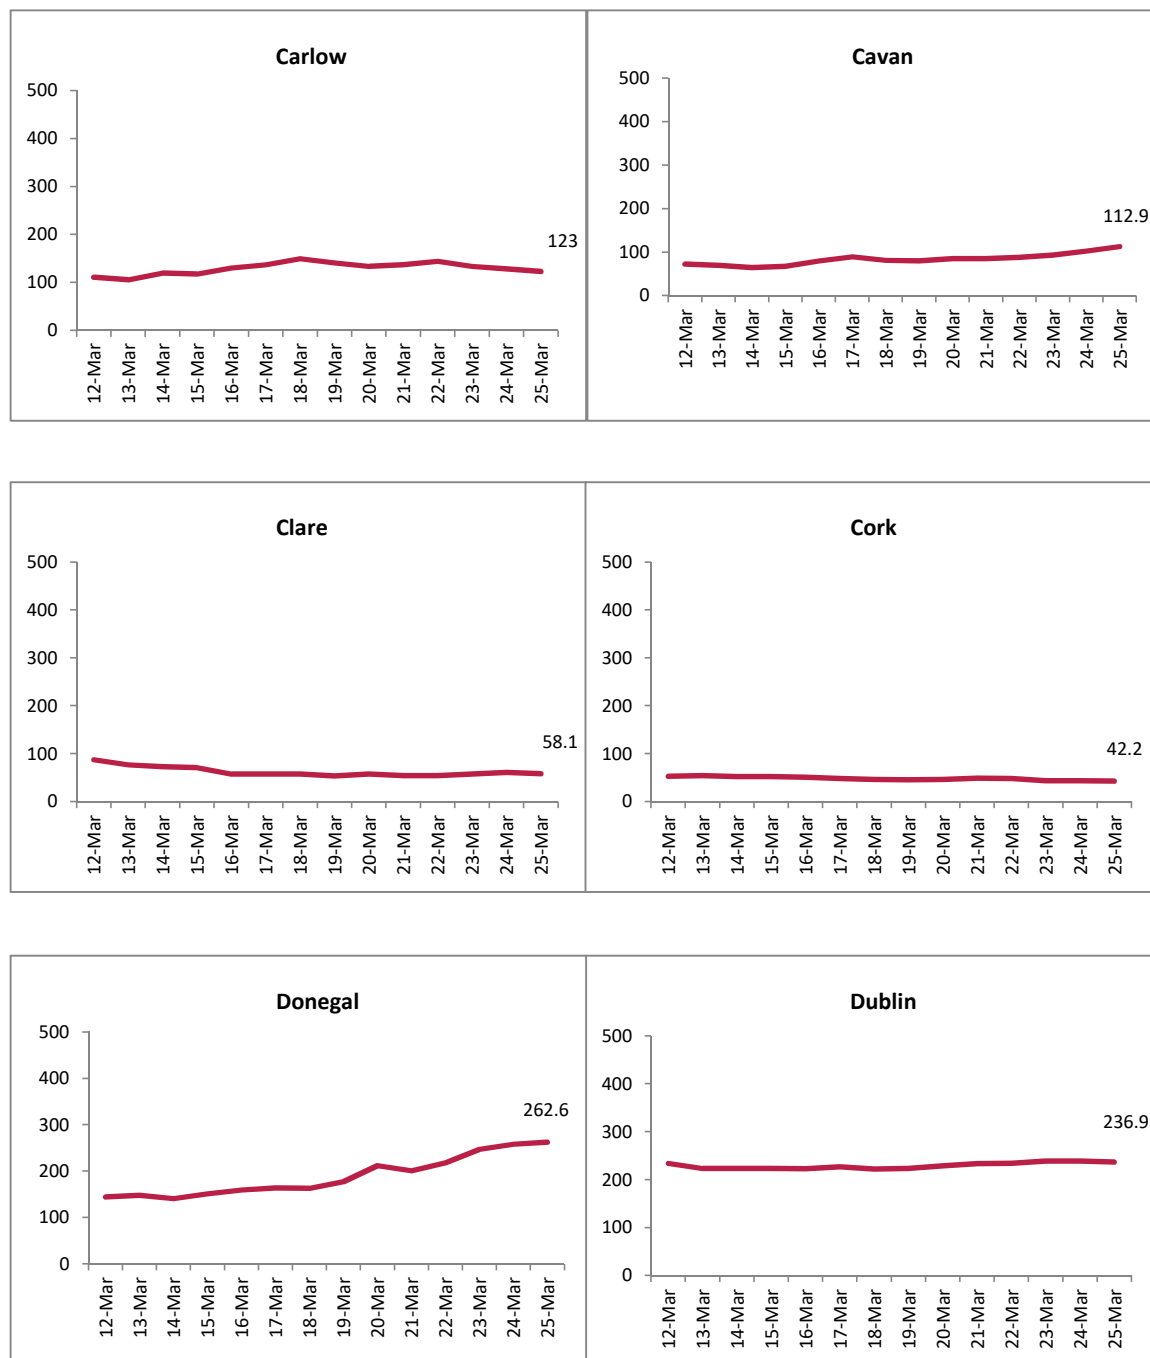 Carlow
500
400
300
200
100
0
123
12-Mar
13-Mar
14-Mar
15-Mar
16-Mar
17-Mar
18-Mar
19-Mar
20-Mar
21-Mar
22-Mar
23-Mar
24-Mar
25-Mar
Cavan
500
400
300
200
100
0
112.9
12-Mar
13-Mar
14-Mar
15-Mar
16-Mar
17-Mar
18-Mar
19-Mar
20-Mar
21-Mar
22-Mar
23-Mar
24-Mar
25-Mar
Clare
500
400
300
200
100
0
58.1
12-Mar
13-Mar
14-Mar
15-Mar
16-Mar
17-Mar
18-Mar
19-Mar
20-Mar
21-Mar
22-Mar
23-Mar
24-Mar
25-Mar
Cork
500
400
300
200
100
0
42.2
12-Mar
13-Mar
14-Mar
15-Mar
16-Mar
17-Mar
18-Mar
19-Mar
20-Mar
21-Mar
22-Mar
23-Mar
24-Mar
25-Mar
Donegal
500
400
300
200
100
0
262.6
12-Mar
13-Mar
14-Mar
15-Mar
16-Mar
17-Mar
18-Mar
19-Mar
20-Mar
21-Mar
22-Mar
23-Mar
24-Mar
25-Mar
Dublin
500
400
300
200
100
0
236.9
12-Mar
13-Mar
14-Mar
15-Mar
16-Mar
17-Mar
18-Mar
19-Mar
20-Mar
21-Mar
22-Mar
23-Mar
24-Mar
25-Mar